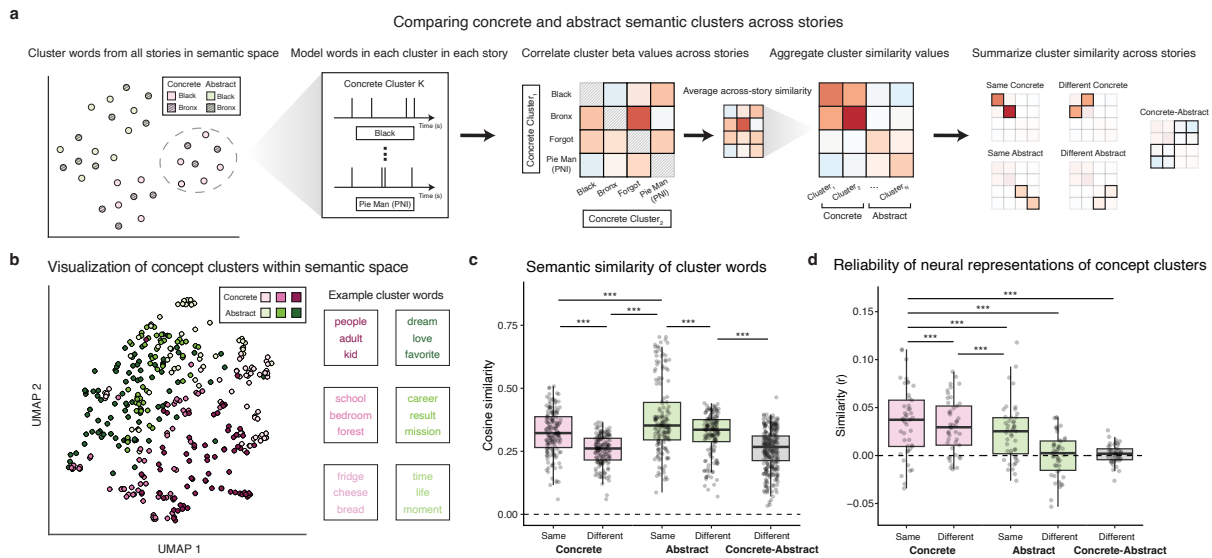 a
Comparing concrete and abstract semantic clusters across stories
Cluster words from all stories in semantic space
Concrete Abstract
Black Black
Bronx Bronx
Model words in each cluster in each story
Concrete Cluster K
Time (s)
Black
Time (s)
Pie Man (PNI)
Correlate cluster beta values across stories
Concrete Cluster1
Black
Bronx
Forgot
Pie Man
(PNI)
Black
Bronx
Forgot
Pie Man
(PNI)
Concrete Cluster2
Average across-story similarity
Aggregate cluster similarity values
Cluster1
Cluster2
...
ClusterN
Concrete
Abstract
Summarize cluster similarity across stories
Same Concrete
Different Concrete
Concrete-Abstract
Same Abstract
Different Abstract
b
Visualization of concept clusters within semantic space
Concrete
Abstract
UMAP 2
UMAP 1
Example cluster words
people
adult
kid
dream
love
favorite
school
bedroom
forest
career
result
mission
fridge
cheese
bread
time
life
moment
c
Semantic similarity of cluster words
Cosine similarity
0.75
0.50
0.25
0.00
***
***
***
***
***
Same Different Same Different Different
Concrete Abstract Concrete-Abstract
d
Reliability of neural representations of concept clusters
Similarity (r)
0.15
0.10
0.05
0.00
−0.05
***
***
***
***
***
Same Different Same Different Different
Concrete Abstract Concrete-Abstract